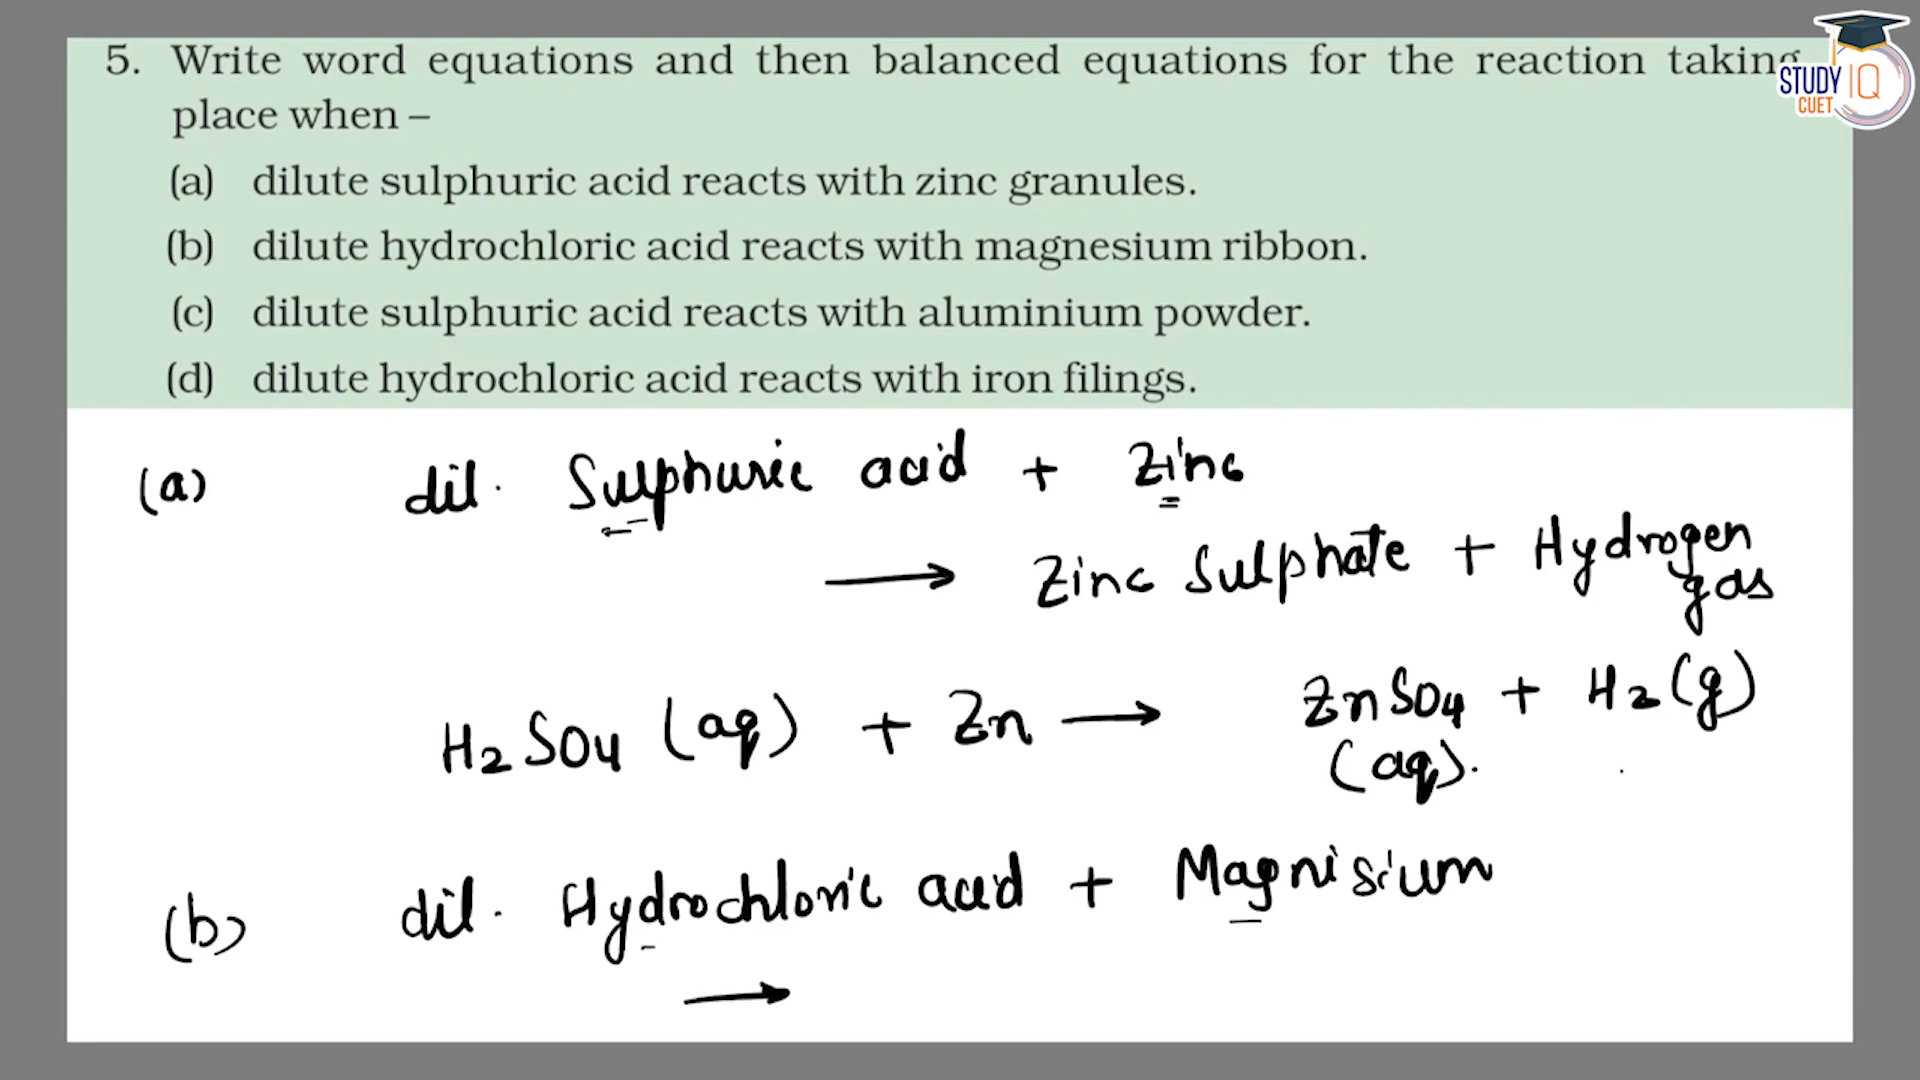 5. Write word equations and then balanced equations for the reaction taking
place when –
(a) dilute sulphuric acid reacts with zinc granules.
(b) dilute hydrochloric acid reacts with magnesium ribbon.
(c) dilute sulphuric acid reacts with aluminium powder.
(d) dilute hydrochloric acid reacts with iron filings.
STUDY IQ
CUET
(a) dil. Sulphuric acid + Zinc
→ Zinc Sulphate + Hydrogen
gas
H2SO4 (aq) + Zn → ZnSO4 + H2(g)
(aq).
(b) dil. Hydrochloric acid + Magnisium
→